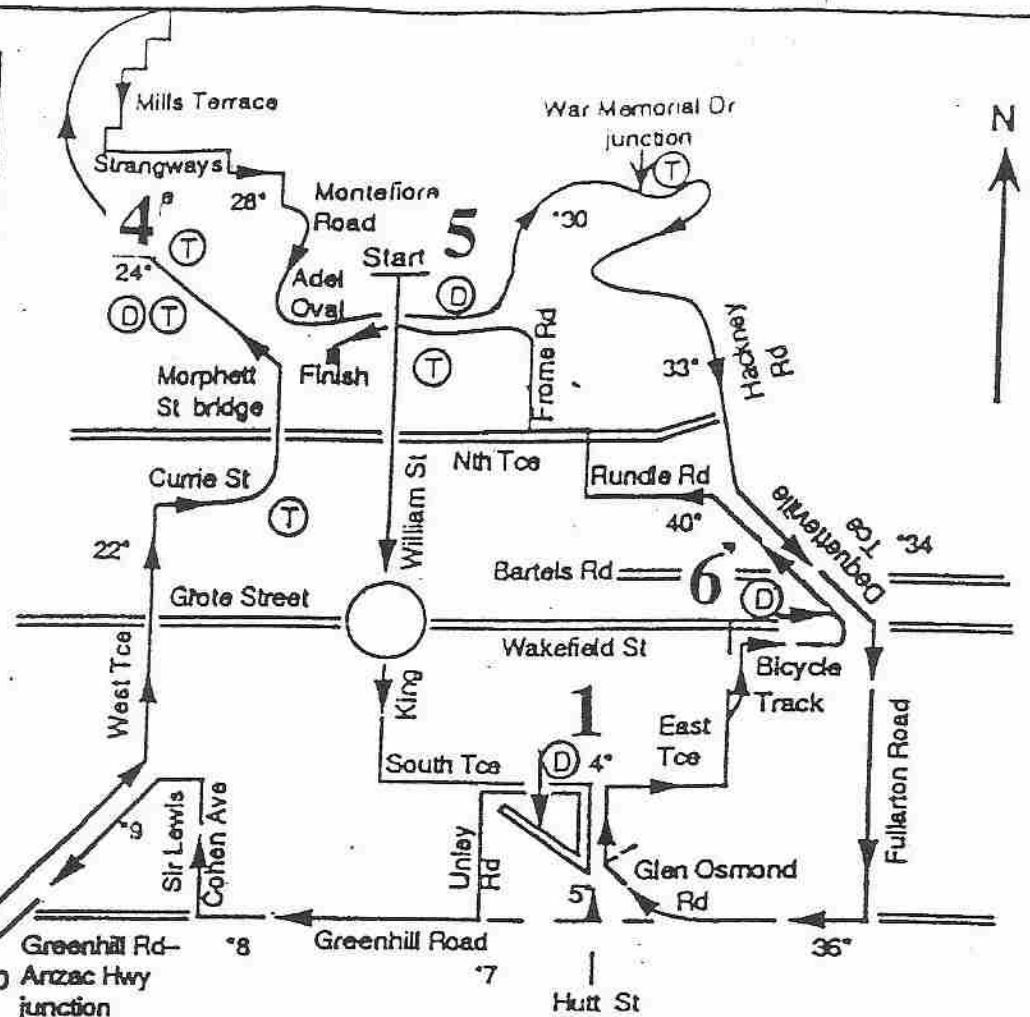 Mills Terrace
War Memorial Dr
junction
T
N
Strangways
28°
Montefiore
Road
4
T
5
Start
°30
24°
D T
Adel
Oval
D
Morphett
St bridge
Finish
T
Frome Rd
33°
Hackney
Rd
Nth Tce
Currie St
T
William St
Rundle Rd
40°
Dequetteville
Tce
°34
22°
Bartels Rd
6
D
Grote Street
Wakefield St
Bicycle
Track
West Tce
King
1
East
Tce
South Tce
D
4°
Fullarton Road
°9
Sir Lewis
Cohen Ave
Unley
Rd
5
Glen Osmond
Rd
Greenhill Rd–
Anzac Hwy
junction
°8
Greenhill Road
°7
36°
Hutt St